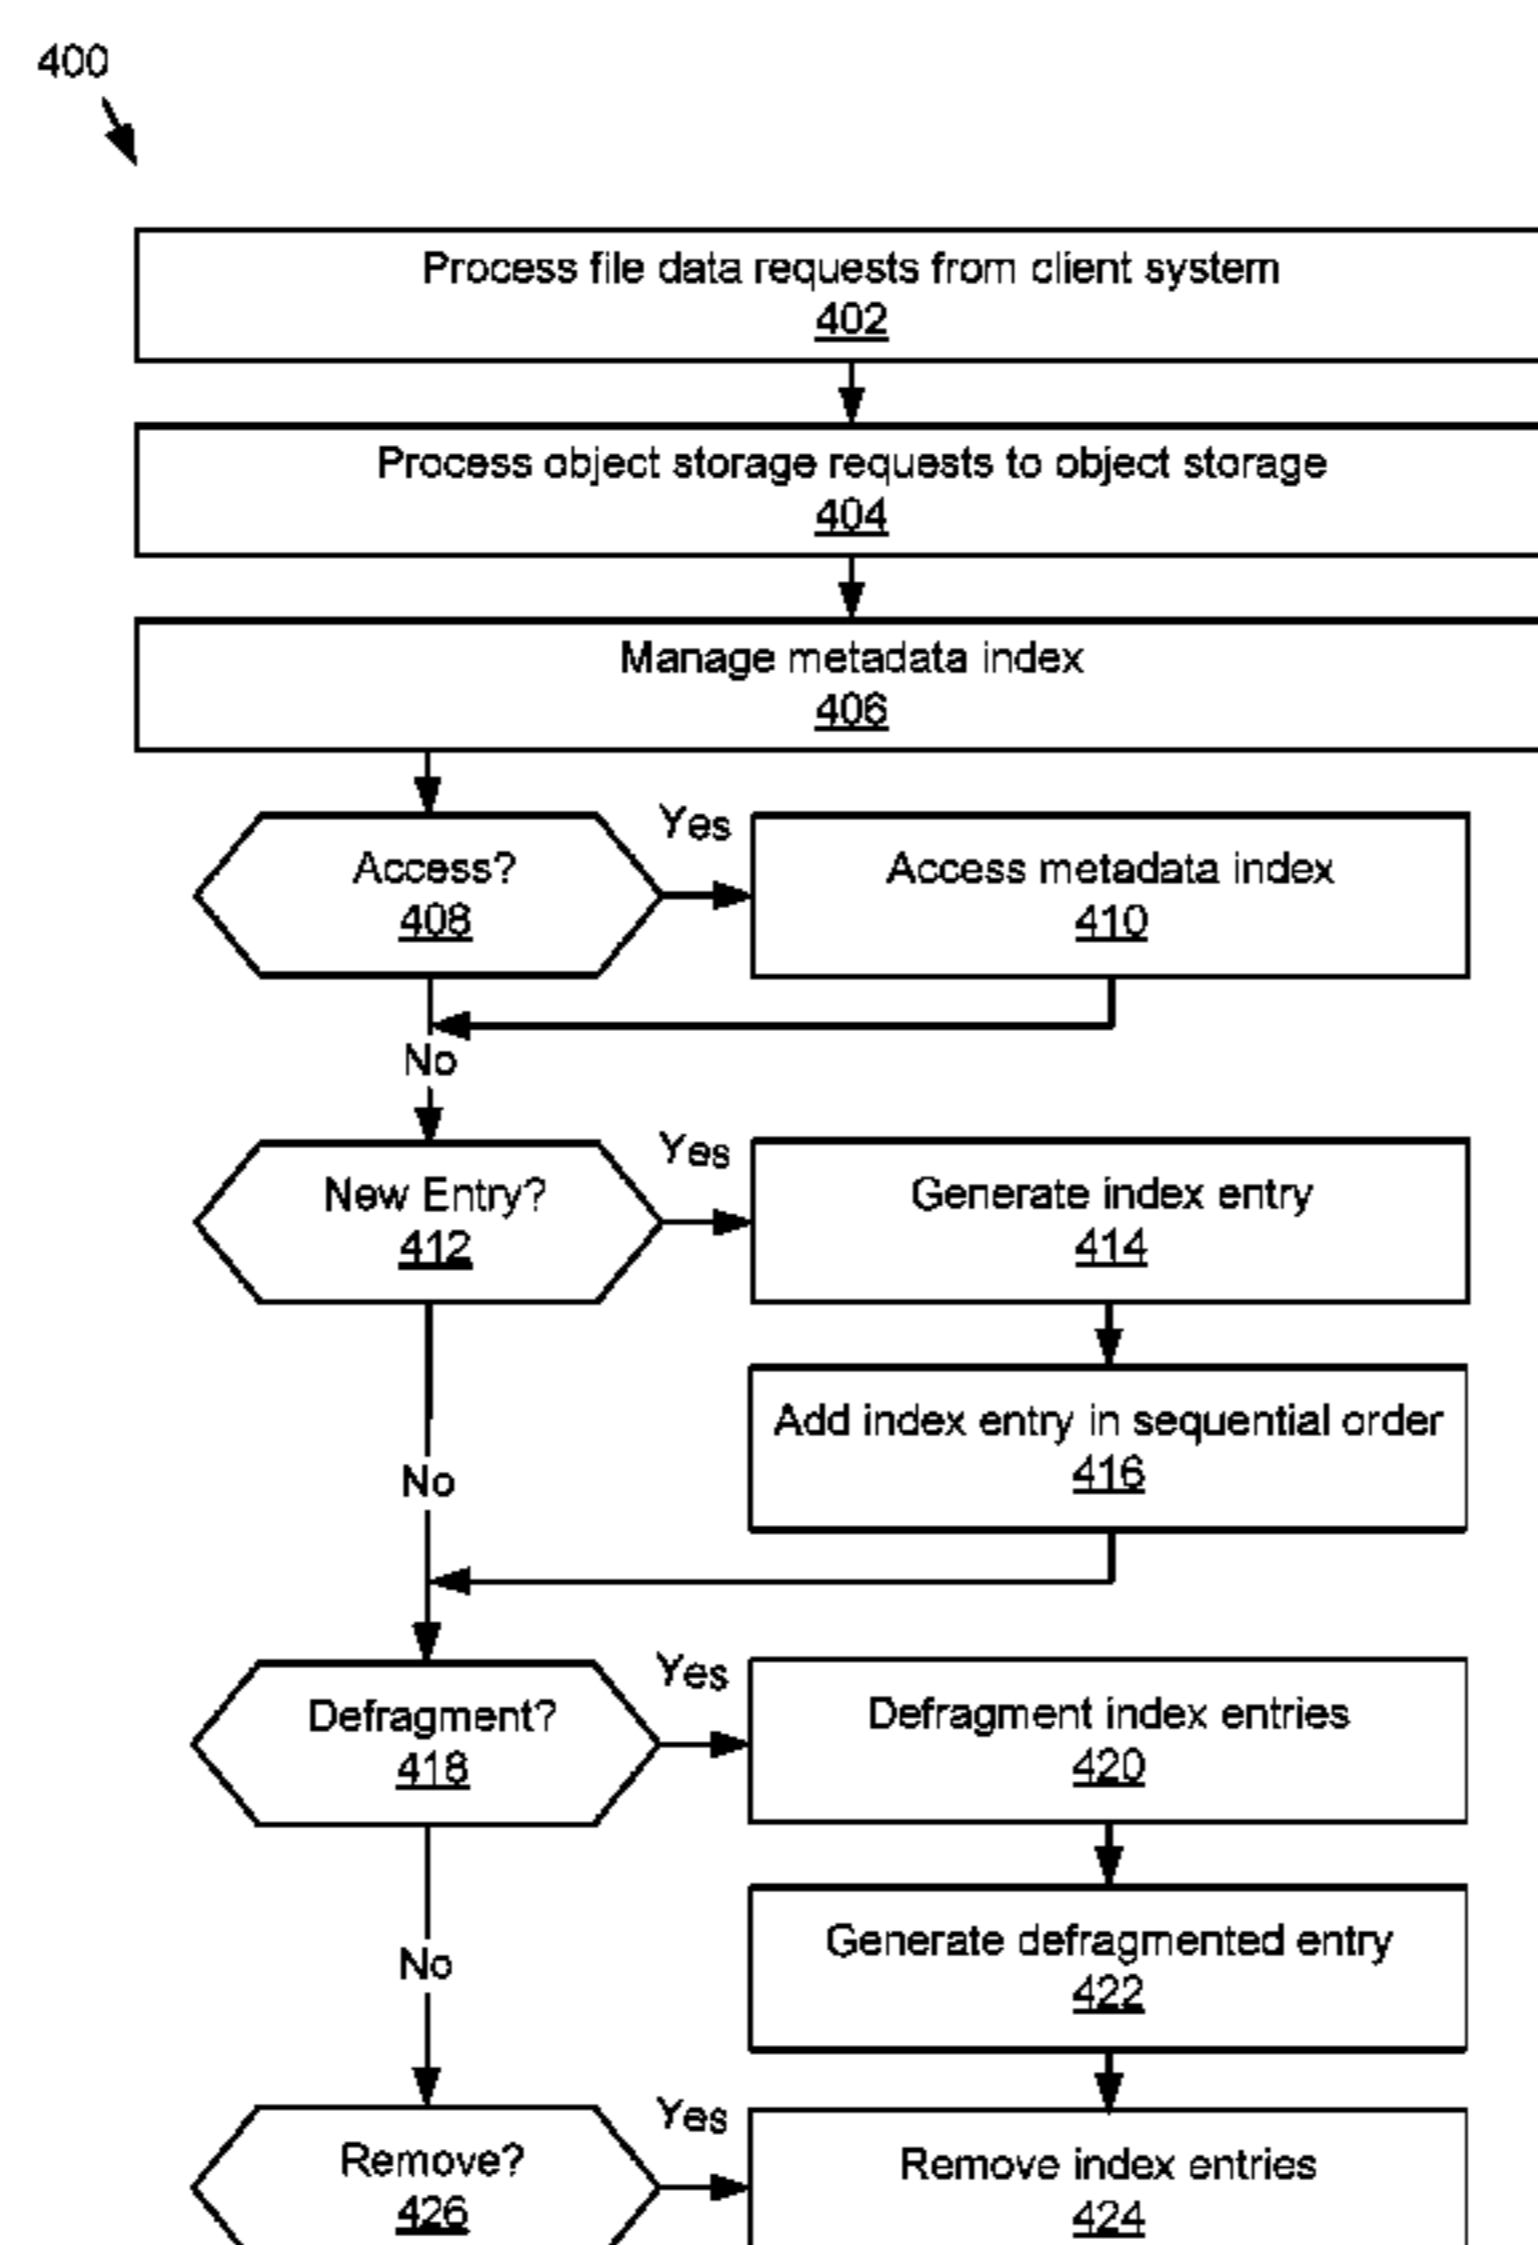 400
Process file data requests from client system
402
Process object storage requests to object storage
404
Manage metadata index
406
Access?
408
Yes
Access metadata index
410
No
New Entry?
412
Yes
Generate index entry
414
Add index entry in sequential order
416
No
Defragment?
418
Yes
Defragment index entries
420
Generate defragmented entry
422
No
Remove?
426
Yes
Remove index entries
424